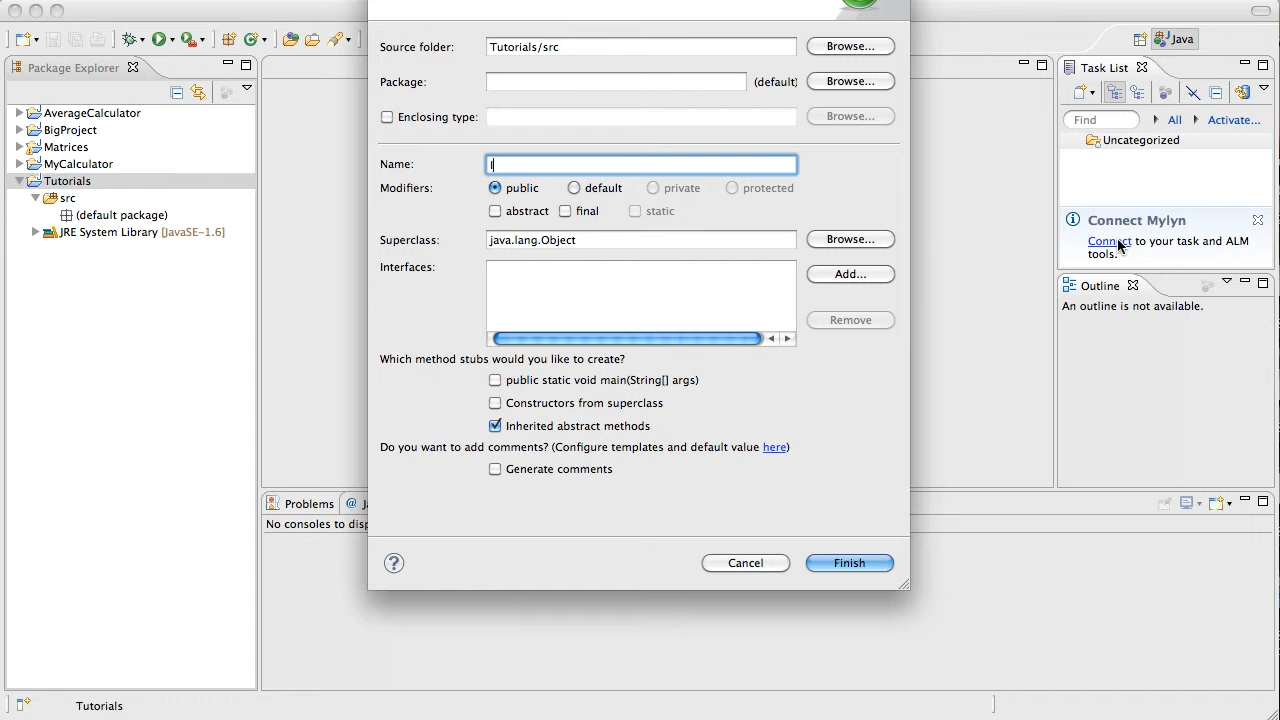 Java
Package Explorer
AverageCalculator
BigProject
Matrices
MyCalculator
Tutorials
src
(default package)
JRE System Library [JavaSE-1.6]
Source folder: Tutorials/src Browse...
Package: (default) Browse...
Enclosing type: Browse...
Name: I
Modifiers: public default private protected
abstract final static
Superclass: java.lang.Object Browse...
Interfaces: Add...
Remove
Which method stubs would you like to create?
public static void main(String[] args)
Constructors from superclass
Inherited abstract methods
Do you want to add comments? (Configure templates and default value here)
Generate comments
? Cancel Finish
Task List
Find All Activate...
Uncategorized
Connect Mylyn
Connect to your task and ALM
tools.
Outline
An outline is not available.
Problems @ J
No consoles to disp
Tutorials